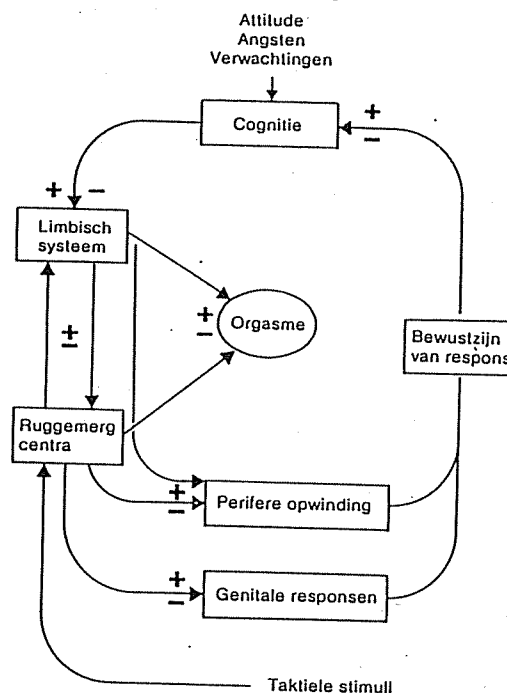 Attitude
Angsten
Verwachtingen
+
−
Cognitie
+ −
Limbisch
systeem
+
−
Orgasme
±
Bewustzijn
van respons
Ruggemerg
centra
+
−
Perifere opwinding
+
−
Genitale responsen
Taktiele stimuli